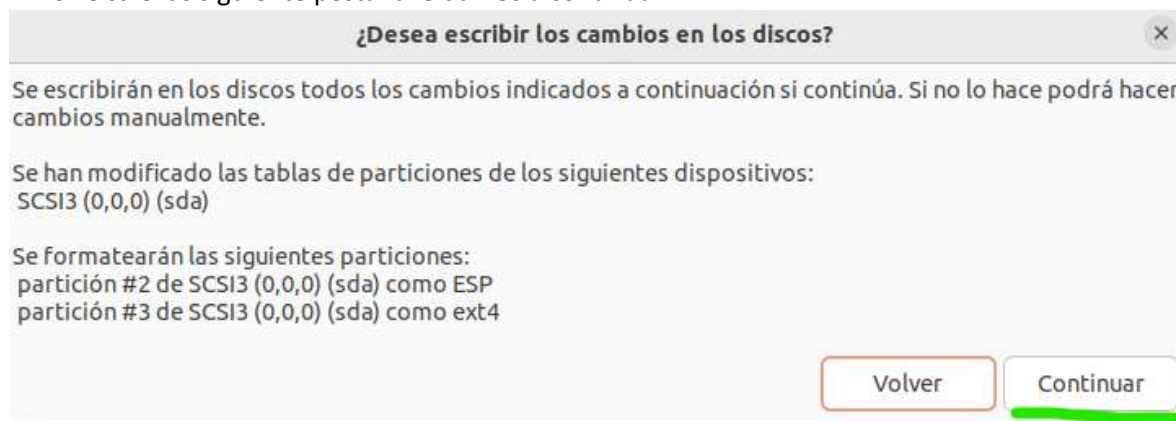 ¿Desea escribir los cambios en los discos?
Se escribirán en los discos todos los cambios indicados a continuación si continúa. Si no lo hace podrá hacer
cambios manualmente.
Se han modificado las tablas de particiones de los siguientes dispositivos:
SCSI3 (0,0,0) (sda)
Se formatearán las siguientes particiones:
partición #2 de SCSI3 (0,0,0) (sda) como ESP
partición #3 de SCSI3 (0,0,0) (sda) como ext4
Volver
Continuar